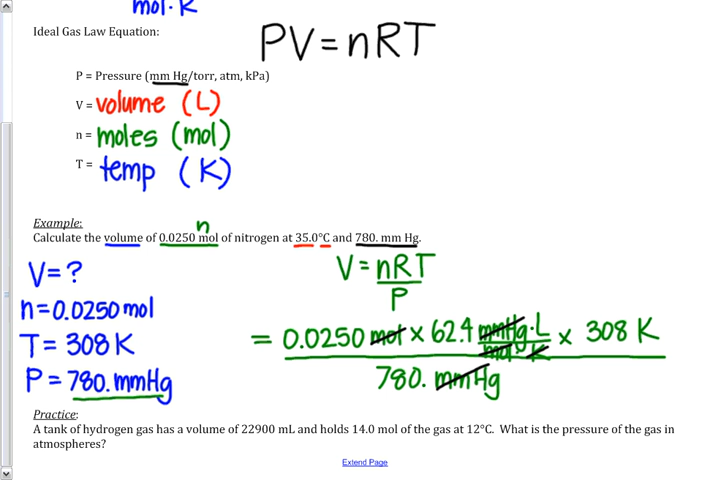 mol · K
Ideal Gas Law Equation:
PV = nRT
P = Pressure (mm Hg/torr, atm, kPa)
V = volume (L)
n = moles (mol)
T = temp (K)
Example:
n
Calculate the volume of 0.0250 mol of nitrogen at 35.0°C and 780. mm Hg.
V = ?
n = 0.0250 mol
T = 308 K
P = 780. mmHg
V = nRT
P
= 0.0250 mol x 62.4 mmHg · L x 308 K
mol · K
780. mmHg
Practice:
A tank of hydrogen gas has a volume of 22900 mL and holds 14.0 mol of the gas at 12°C. What is the pressure of the gas in
atmospheres?
Extend Page